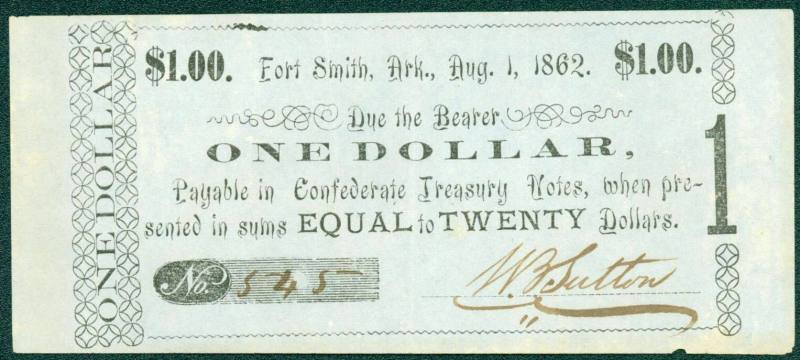 $1.00. Fort Smith, Ark., Aug. 1, 1862. $1.00.
Due the Bearer
ONE DOLLAR,
Payable in Confederate Treasury Notes, when pre-
sented in sums EQUAL to TWENTY Dollars.
No. 545
W. B. Sutton
ONE DOLLAR
1